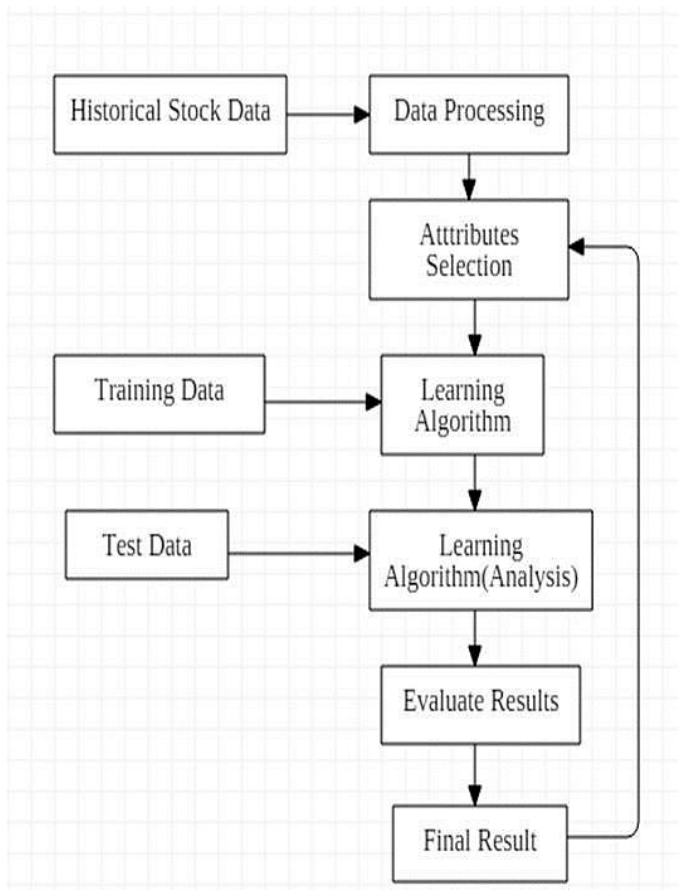 Historical Stock Data
Data Processing
Atttributes
Selection
Training Data
Learning
Algorithm
Test Data
Learning
Algorithm(Analysis)
Evaluate Results
Final Result